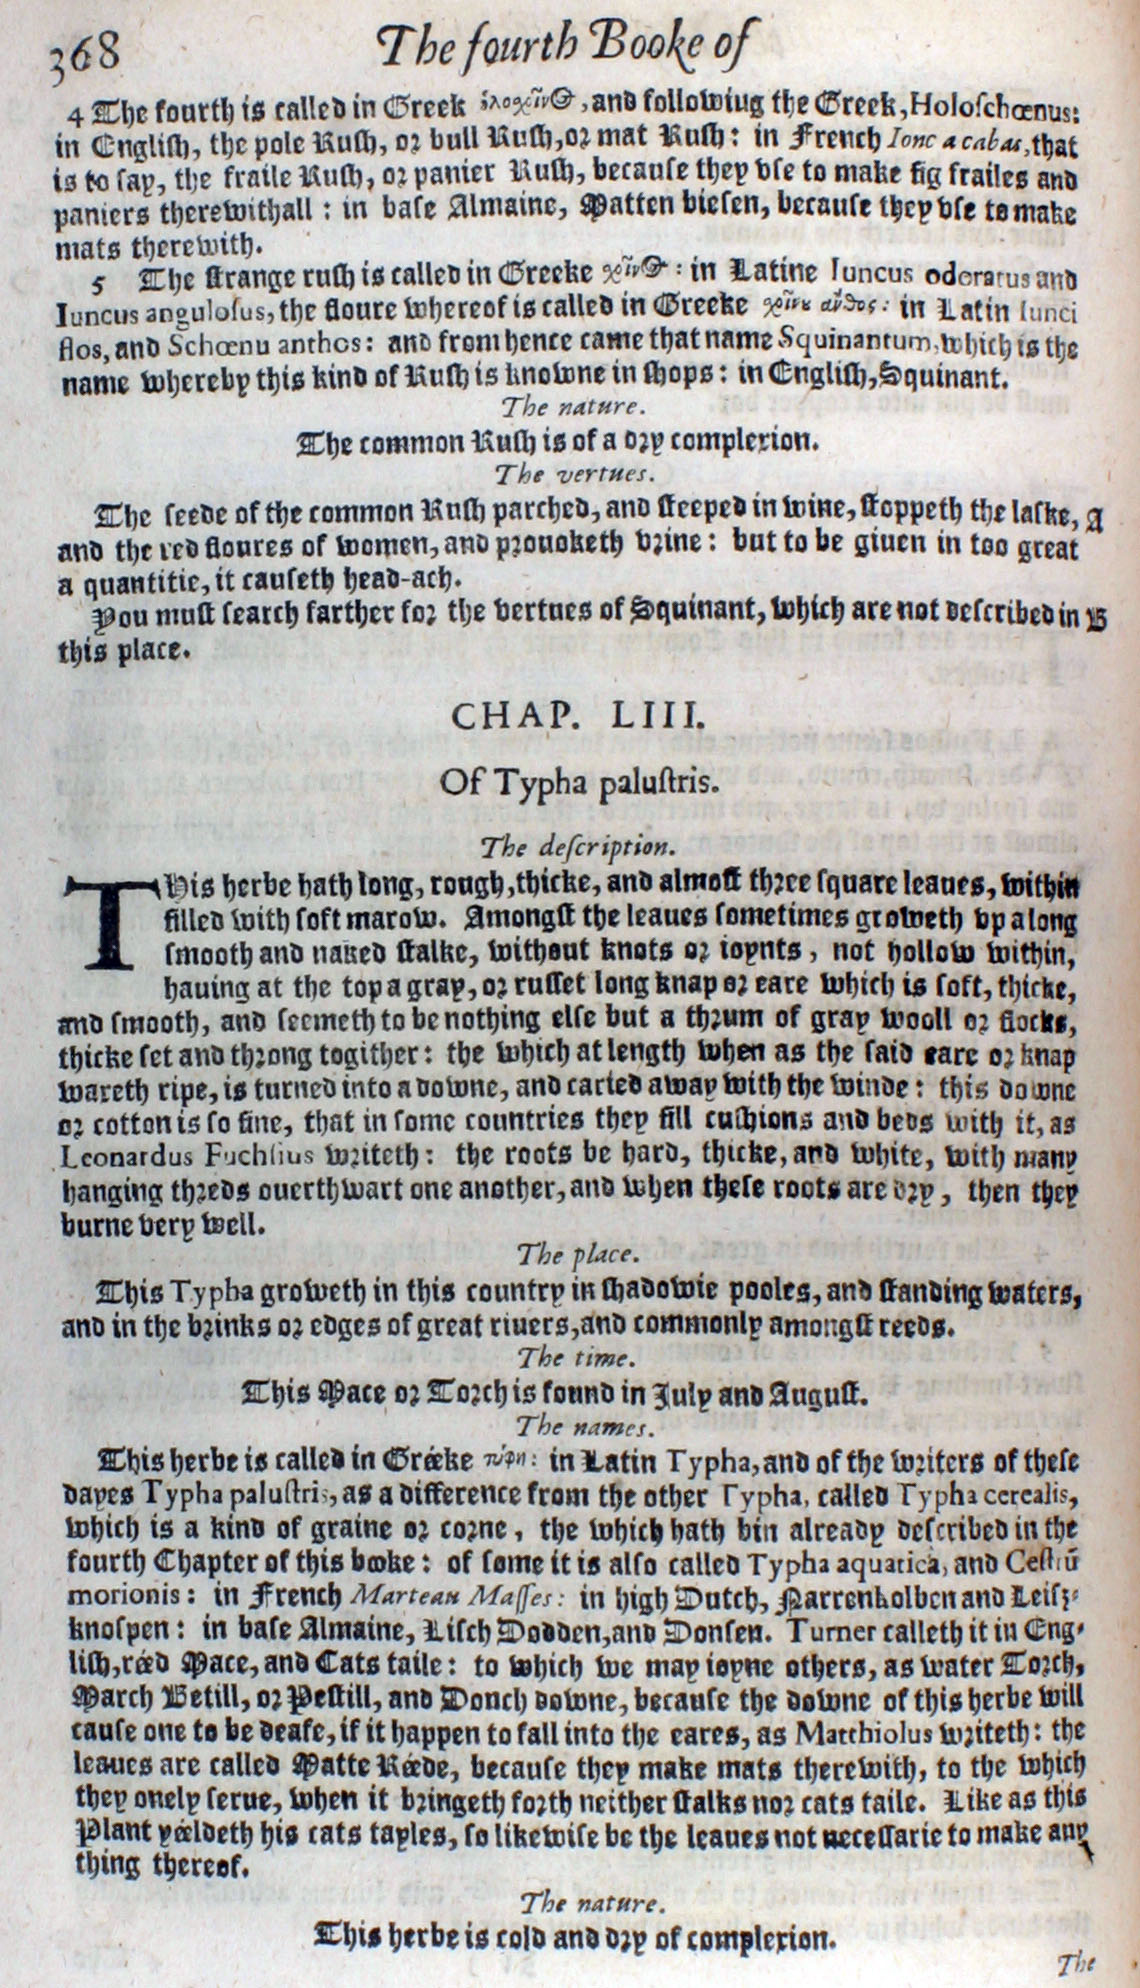 368 The fourth Booke of
4 The fourth is called in Greek ὁλοσχοῖνος, and followiug the Greek, Holoſchœnus:
in Engliſh, the pole Ruſh, or bull Ruſh, or mat Ruſh: in French Ionc a cabas, that
is to ſay, the fraile Ruſh, or panier Ruſh, becauſe they vſe to make fig frailes and
paniers therewithall: in baſe Almaine, Matten bieſen, becauſe they vſe to make
mats therewith.
5 The ſtrange ruſh is called in Greeke σχοῖνος: in Latine Iuncus odoratus and
Iuncus anguloſus, the floure whereof is called in Greeke σχοίνου ἄνθος: in Latin Iunci
flos, and Schœnu anthos: and from hence came that name Squinantum, which is the
name whereby this kind of Ruſh is knowne in ſhops: in Engliſh, Squinant.
The nature.
The common Ruſh is of a dry complexion.
The vertues.
The ſeede of the common Ruſh parched, and ſteeped in wine, ſtoppeth the laſke, A
and the red floures of women, and prouoketh vrine: but to be giuen in too great
a quantitie, it cauſeth head-ach.
You muſt ſearch farther for the vertues of Squinant, which are not deſcribed in B
this place.
CHAP. LIII.
Of Typha paluſtris.
The deſcription.
THis herbe hath long, rough, thicke, and almoſt three ſquare leaues, within
filled with ſoft marow. Amongſt the leaues ſometimes groweth vp a long
ſmooth and naked ſtalke, without knots or ioynts, not hollow within,
hauing at the top a gray, or ruſſet long knap or eare which is ſoft, thicke,
and ſmooth, and ſeemeth to be nothing elſe but a thrum of gray wooll or flocks,
thicke ſet and throng togither: the which at length when as the ſaid eare or knap
wareth ripe, is turned into a downe, and caried away with the winde: this downe
or cotton is ſo fine, that in ſome countries they fill cuſhions and beds with it, as
Leonardus Fuchſius writeth: the roots be hard, thicke, and white, with many
hanging threds ouerthwart one another, and when theſe roots are dry, then they
burne very well.
The place.
This Typha groweth in this country in ſhadowie pooles, and ſtanding waters,
and in the brinks or edges of great riuers, and commonly amongſt reeds.
The time.
This Mace or Torch is found in July and Auguſt.
The names.
This herbe is called in Greeke τύφη: in Latin Typha, and of the writers of theſe
dayes Typha paluſtris, as a difference from the other Typha, called Typha cerealis,
which is a kind of graine or corne, the which hath bin already deſcribed in the
fourth Chapter of this booke: of ſome it is alſo called Typha aquatica, and Ceſtrū
morionis: in French Marteau Maſſes: in high Dutch, Narrenkolben and Leiſz-
knoſpen: in baſe Almaine, Liſch Dodden, and Donſen. Turner calleth it in Eng-
liſh, reed Mace, and Cats taile: to which we may ioyne others, as water Torch,
March Betill, or Peſtill, and Donch downe, becauſe the downe of this herbe will
cauſe one to be deafe, if it happen to fall into the eares, as Matthiolus writeth: the
leaues are called Matte Reede, becauſe they make mats therewith, to the which
they onely ſerue, when it bringeth forth neither ſtalks nor cats taile. Like as this
Plant yeeldeth his cats tayles, ſo likewiſe be the leaues not neceſſarie to make any
thing thereof.
The nature.
This herbe is cold and dry of complexion.
The